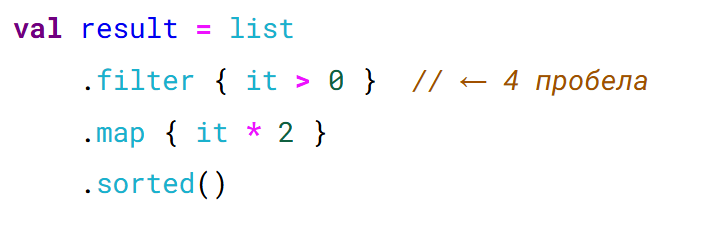 val result = list
    .filter { it > 0 }  // ← 4 пробела
    .map { it * 2 }
    .sorted()